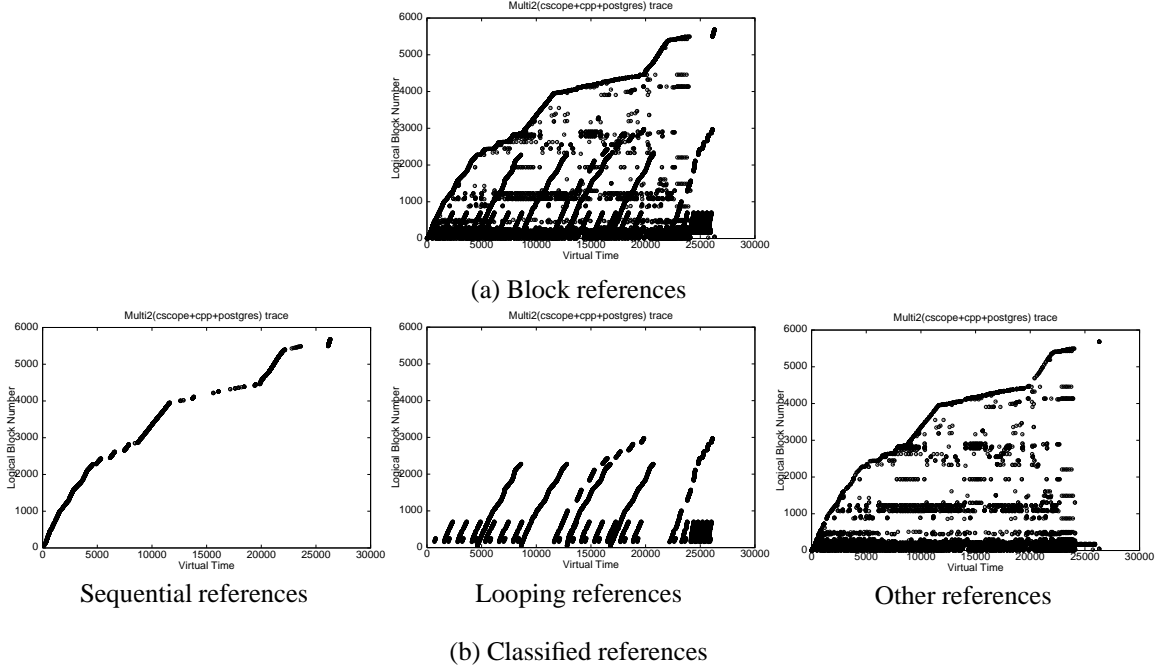 Multi2(cscope+cpp+postgres) trace
6000
5000
4000
3000
2000
1000
0
Logical Block Number
0 5000 10000 15000 20000 25000 30000
Virtual Time
(a) Block references
Multi2(cscope+cpp+postgres) trace
6000
5000
4000
3000
2000
1000
0
Logical Block Number
0 5000 10000 15000 20000 25000 30000
Virtual Time
Sequential references
Multi2(cscope+cpp+postgres) trace
6000
5000
4000
3000
2000
1000
0
Logical Block Number
0 5000 10000 15000 20000 25000 30000
Virtual Time
Looping references
Multi2(cscope+cpp+postgres) trace
6000
5000
4000
3000
2000
1000
0
Logical Block Number
0 5000 10000 15000 20000 25000 30000
Virtual Time
Other references
(b) Classified references